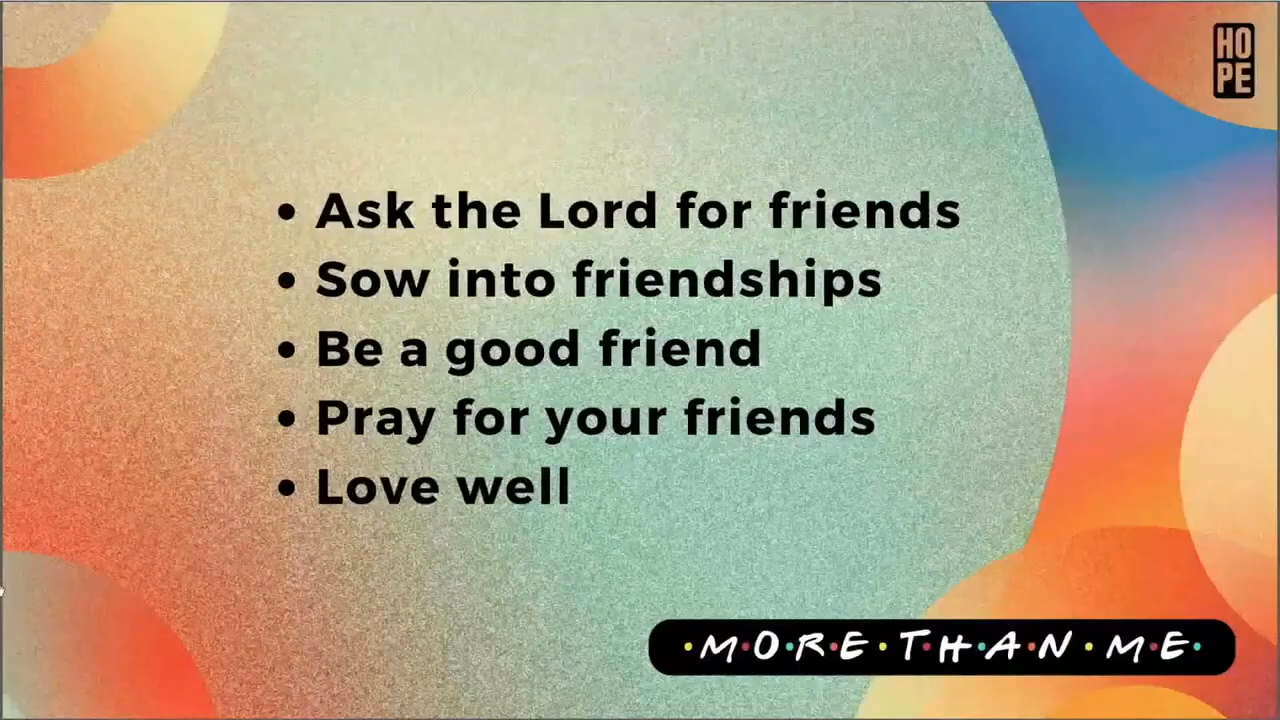 HO
PE
• Ask the Lord for friends
• Sow into friendships
• Be a good friend
• Pray for your friends
• Love well
·M·O·R·E·T·H·A·N·M·E·